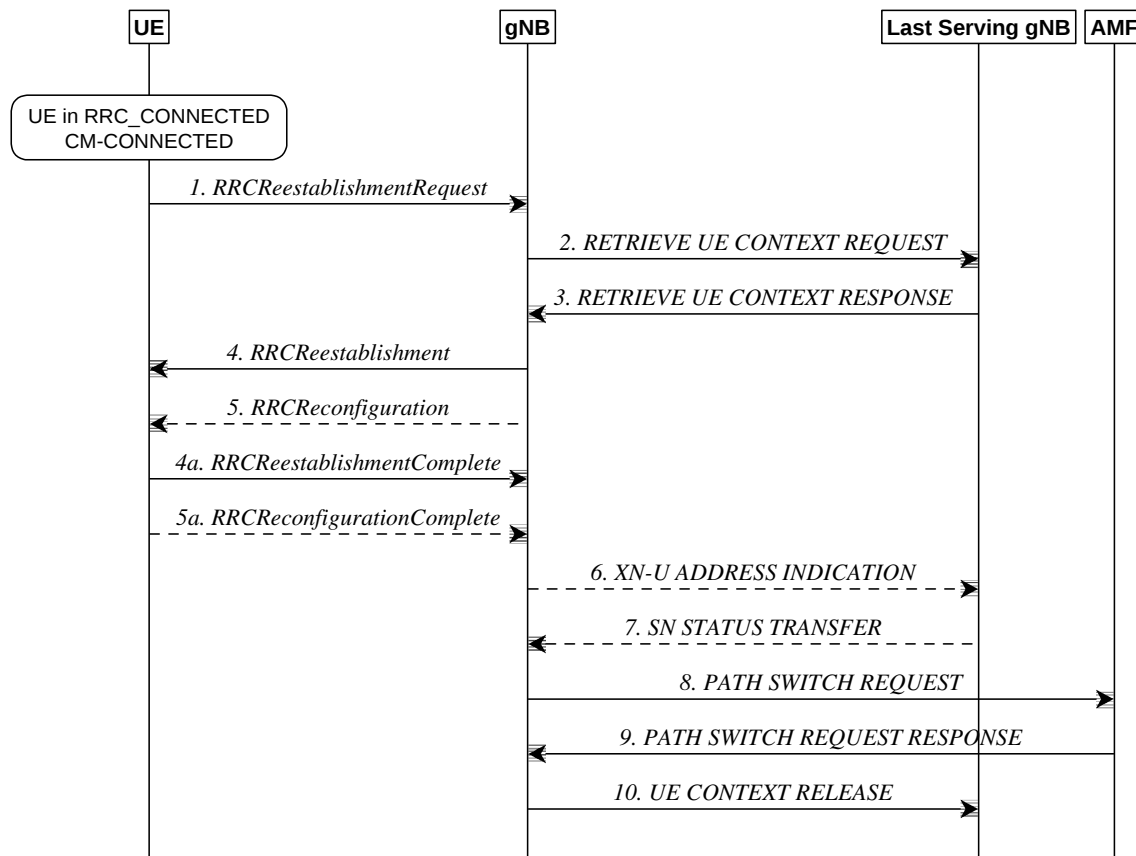 UE
gNB
Last Serving gNB
AMF
UE in RRC_CONNECTED
CM-CONNECTED
1. RRCReestablishmentRequest
2. RETRIEVE UE CONTEXT REQUEST
3. RETRIEVE UE CONTEXT RESPONSE
4. RRCReestablishment
5. RRCReconfiguration
4a. RRCReestablishmentComplete
5a. RRCReconfigurationComplete
6. XN-U ADDRESS INDICATION
7. SN STATUS TRANSFER
8. PATH SWITCH REQUEST
9. PATH SWITCH REQUEST RESPONSE
10. UE CONTEXT RELEASE